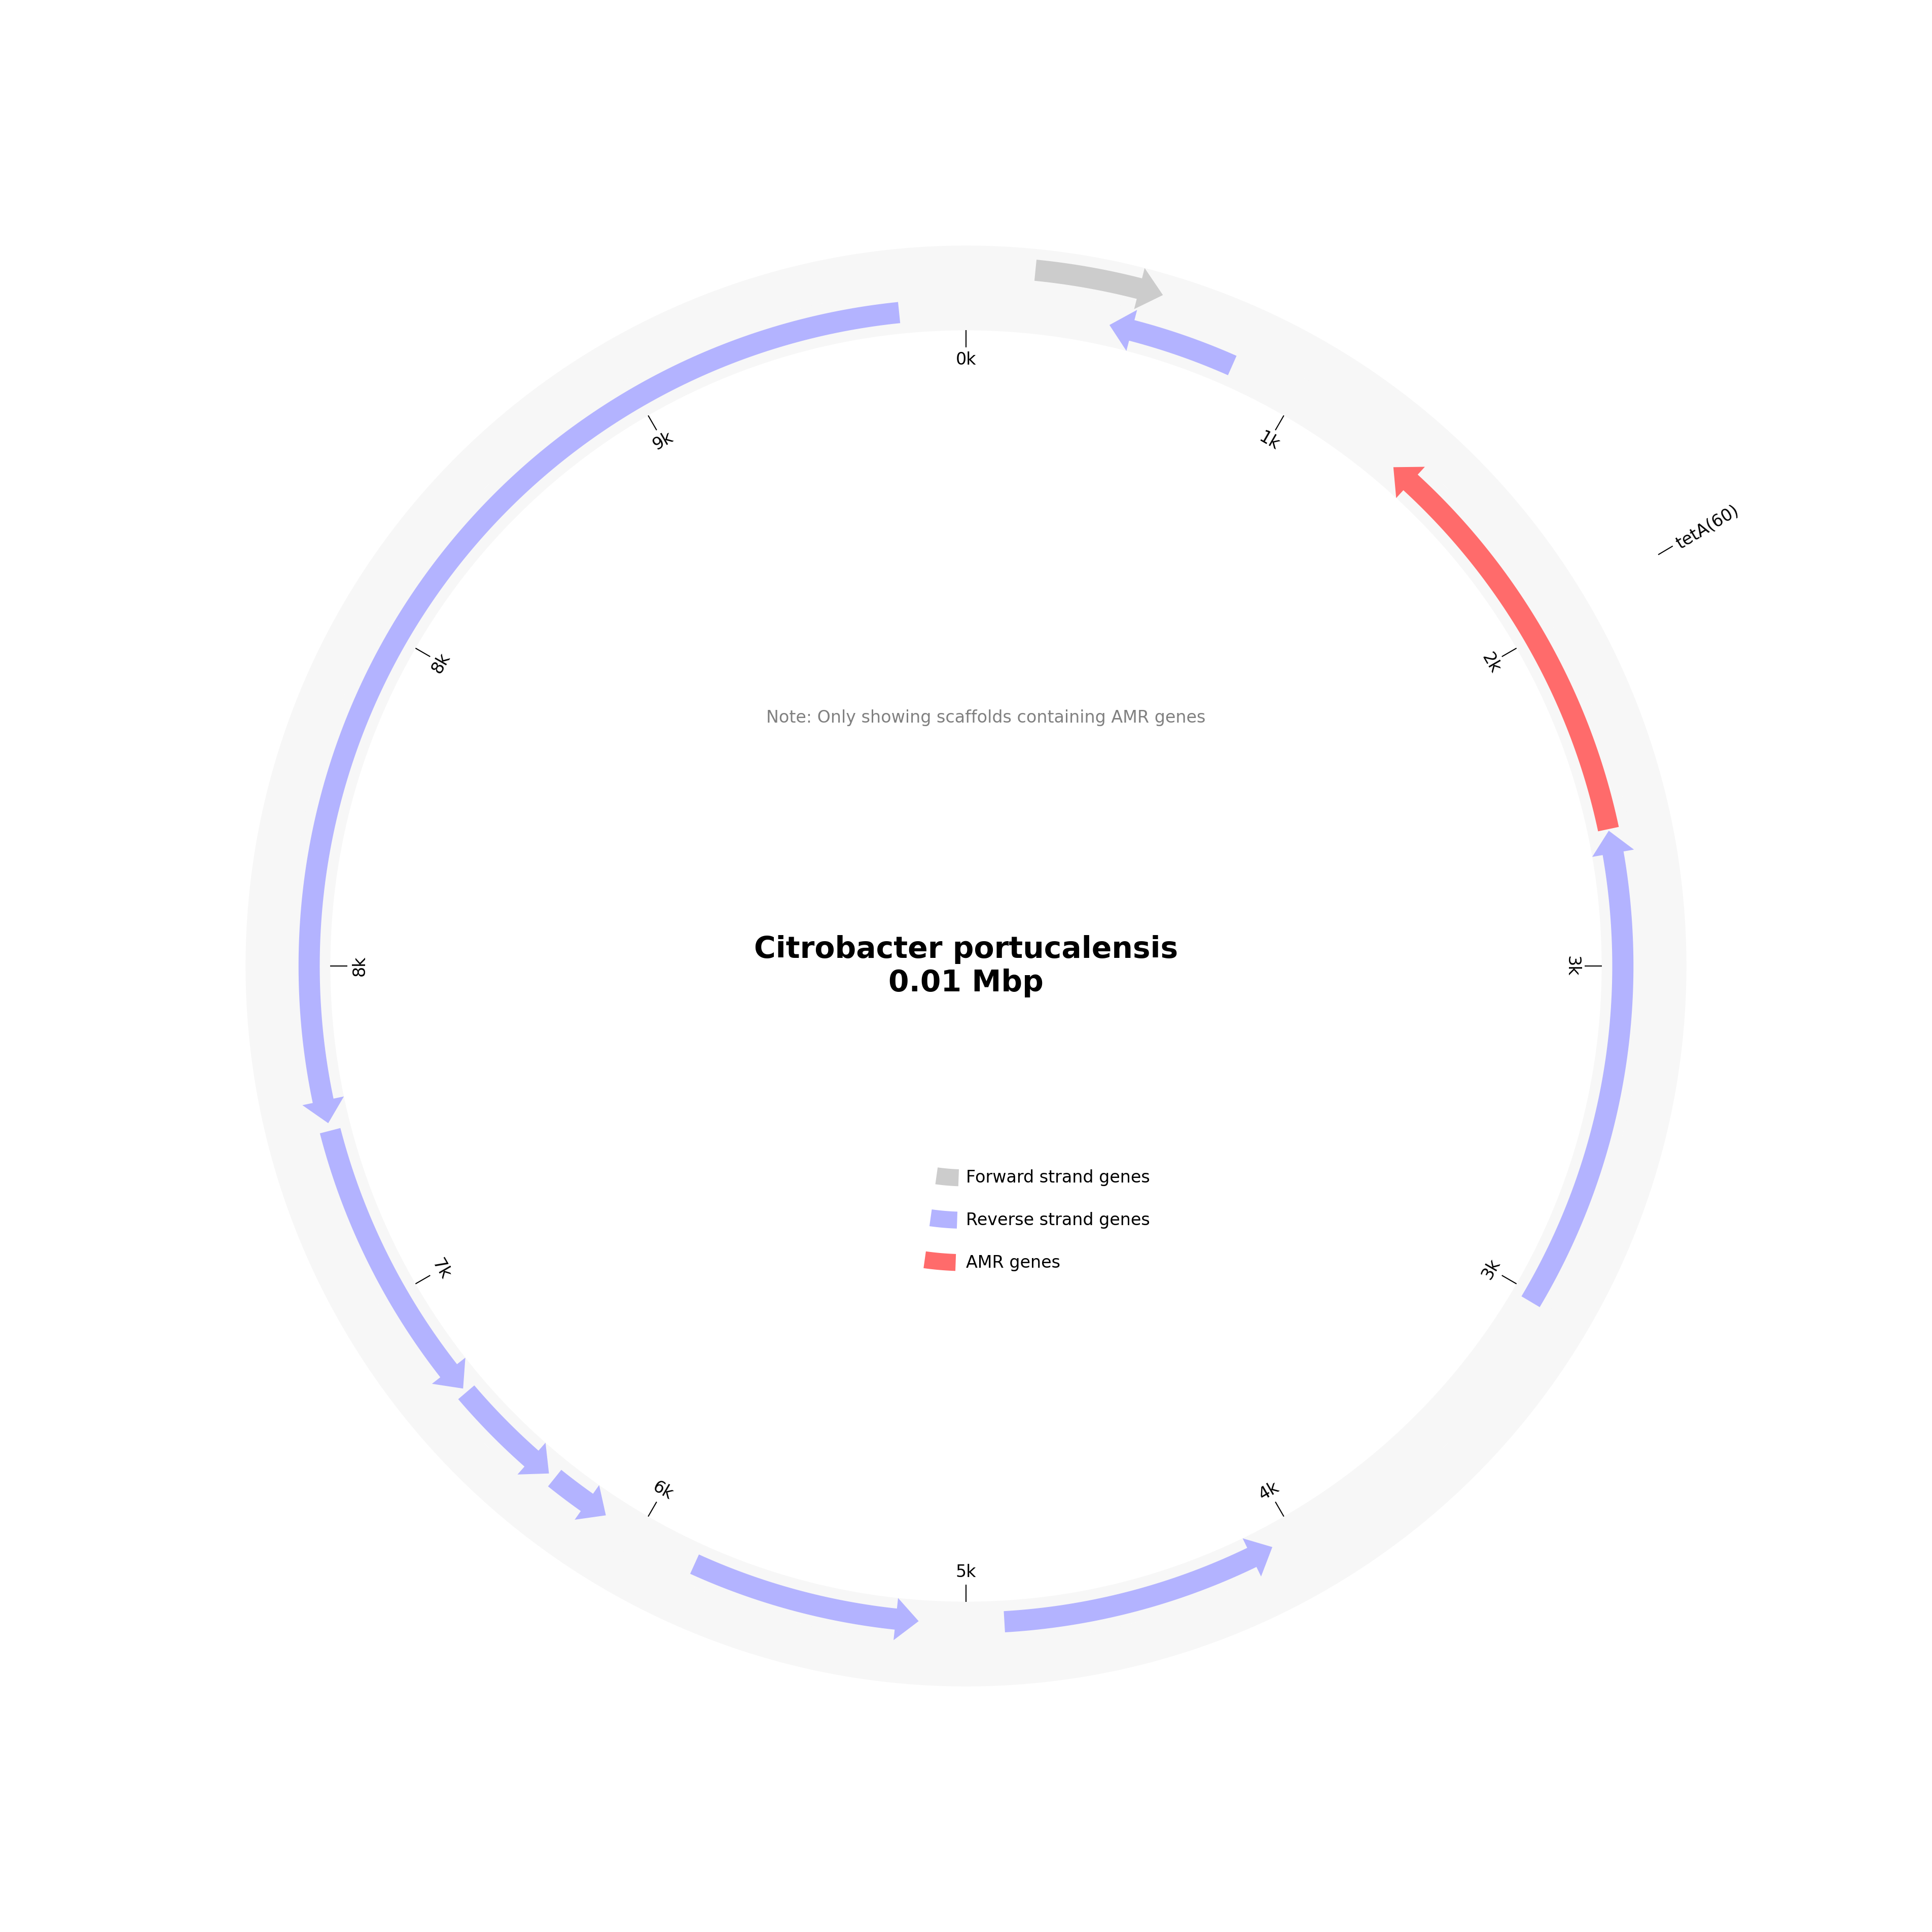 0k
9k
1k
tetA(60)
8k
2k
Note: Only showing scaffolds containing AMR genes
Citrobacter portucalensis
0.01 Mbp
8k
3k
Forward strand genes
Reverse strand genes
AMR genes
7k
3k
6k
4k
5k